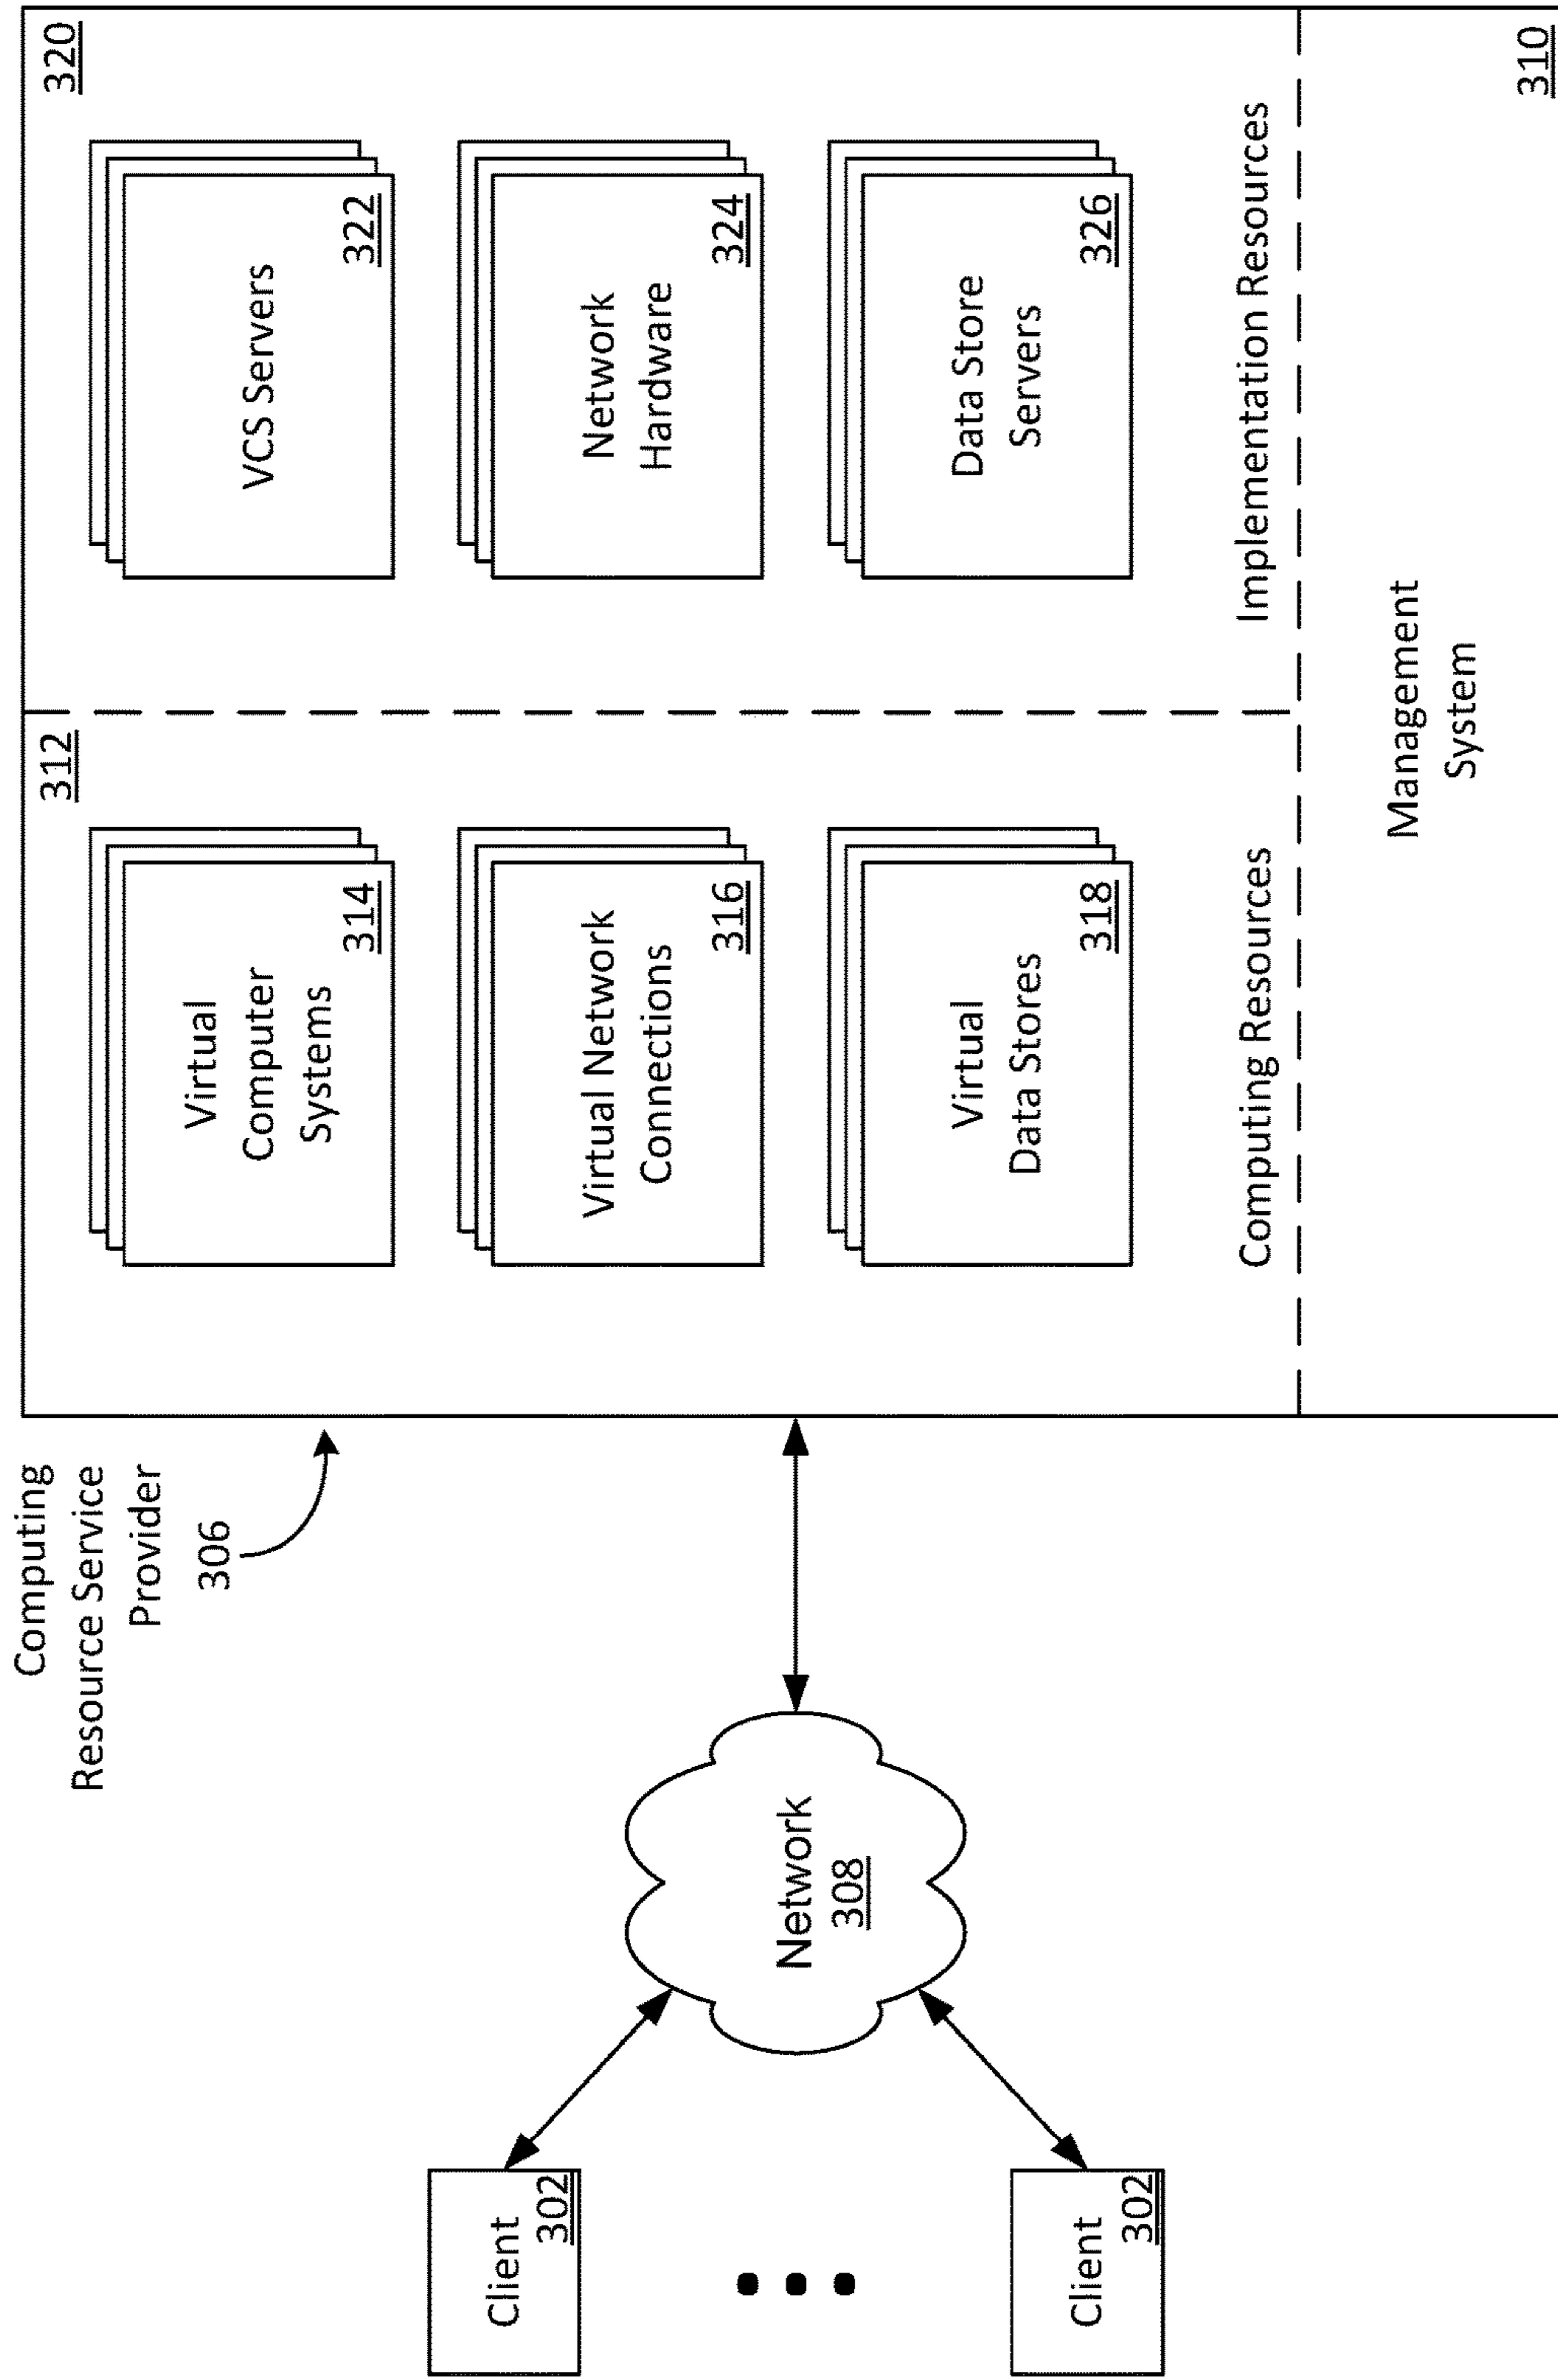 Computing
Resource Service
Provider
306
312
320
Virtual
Computer
Systems
314
VCS Servers
322
Virtual Network
Connections
316
Network
Hardware
324
Virtual
Data Stores
318
Data Store
Servers
326
Computing Resources
Implementation Resources
Management
System
310
Client
302
Network
308
Client
302